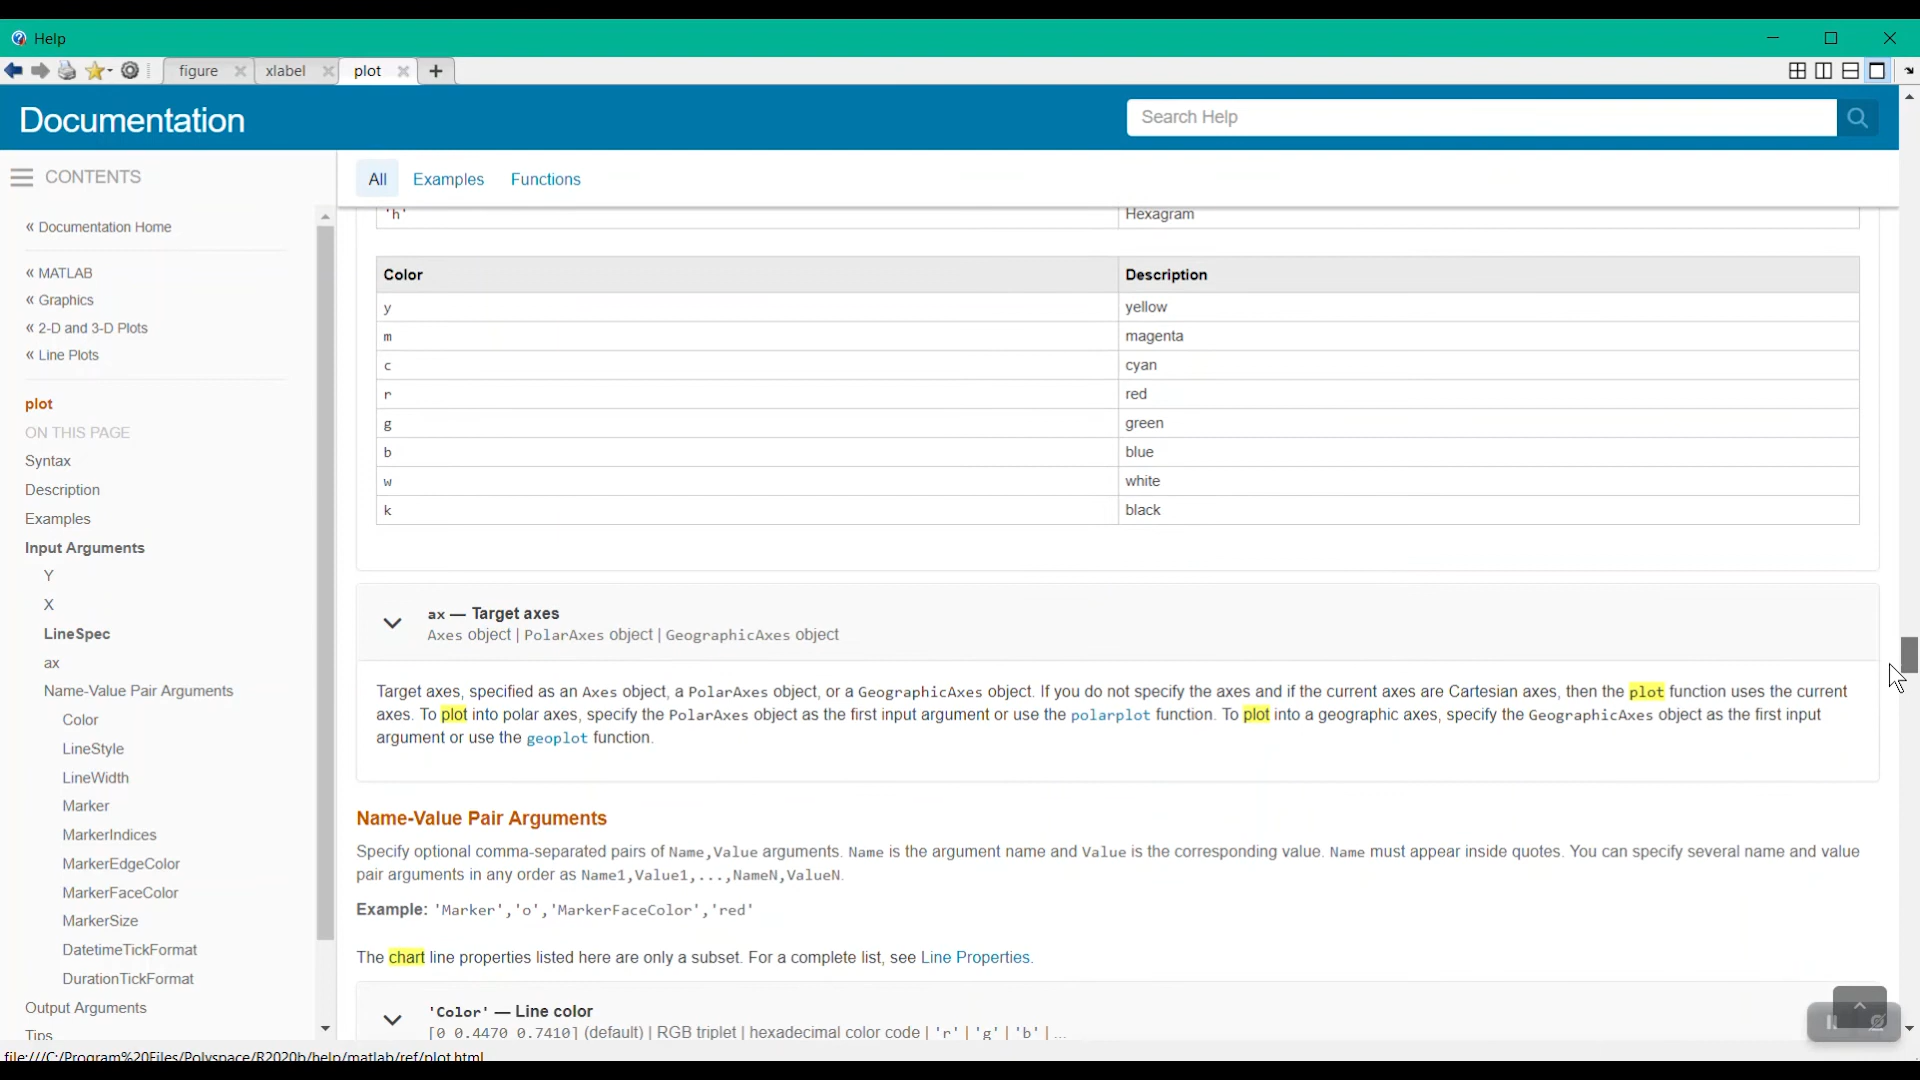 Help
figure
xlabel
plot
Documentation
Search Help
CONTENTS
All
Examples
Functions
« Documentation Home
« MATLAB
« Graphics
« 2-D and 3-D Plots
« Line Plots
plot
ON THIS PAGE
Syntax
Description
Examples
Input Arguments
Y
X
LineSpec
ax
Name-Value Pair Arguments
Color
LineStyle
LineWidth
Marker
MarkerIndices
MarkerEdgeColor
MarkerFaceColor
MarkerSize
DatetimeTickFormat
DurationTickFormat
Output Arguments
Tips
'h' Hexagram
Color Description
y yellow
m magenta
c cyan
r red
g green
b blue
w white
k black
ax — Target axes
Axes object | PolarAxes object | GeographicAxes object
Target axes, specified as an Axes object, a PolarAxes object, or a GeographicAxes object. If you do not specify the axes and if the current axes are Cartesian axes, then the plot function uses the current
axes. To plot into polar axes, specify the PolarAxes object as the first input argument or use the polarplot function. To plot into a geographic axes, specify the GeographicAxes object as the first input
argument or use the geoplot function.
Name-Value Pair Arguments
Specify optional comma-separated pairs of Name,Value arguments. Name is the argument name and Value is the corresponding value. Name must appear inside quotes. You can specify several name and value
pair arguments in any order as Name1,Value1,...,NameN,ValueN.
Example: 'Marker','o','MarkerFaceColor','red'
The chart line properties listed here are only a subset. For a complete list, see Line Properties.
'Color' — Line color
[0 0.4470 0.7410] (default) | RGB triplet | hexadecimal color code | 'r' | 'g' | 'b' | ...
file:///C:/Program%20Files/Polyspace/R2020b/help/matlab/ref/plot.html